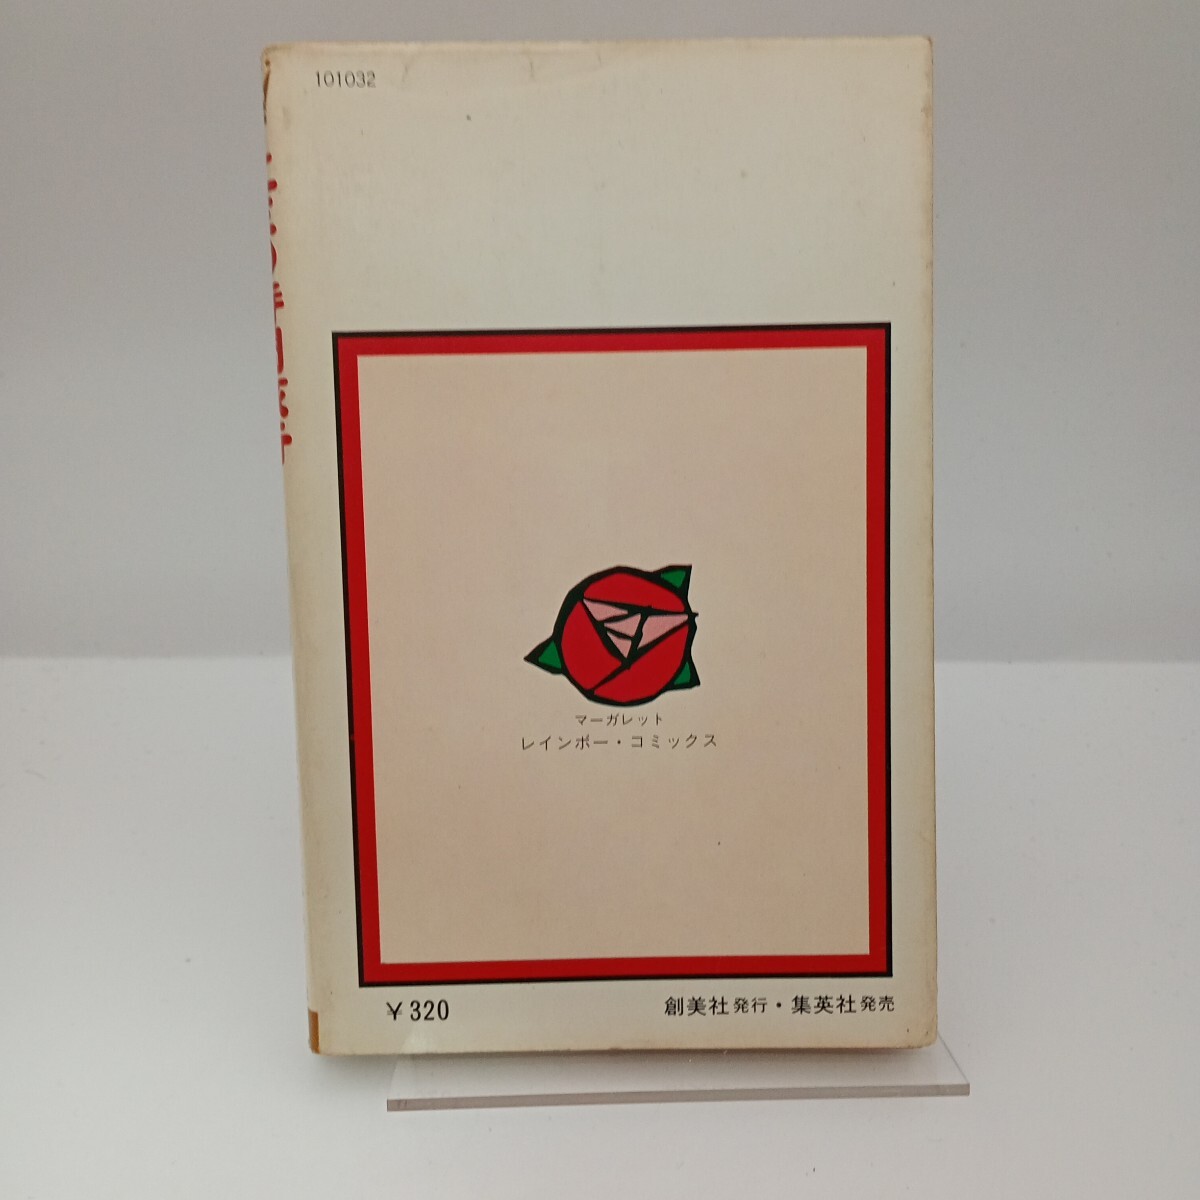 101032
マーガレット
レインボー・コミックス
¥320
創美社発行・集英社発売